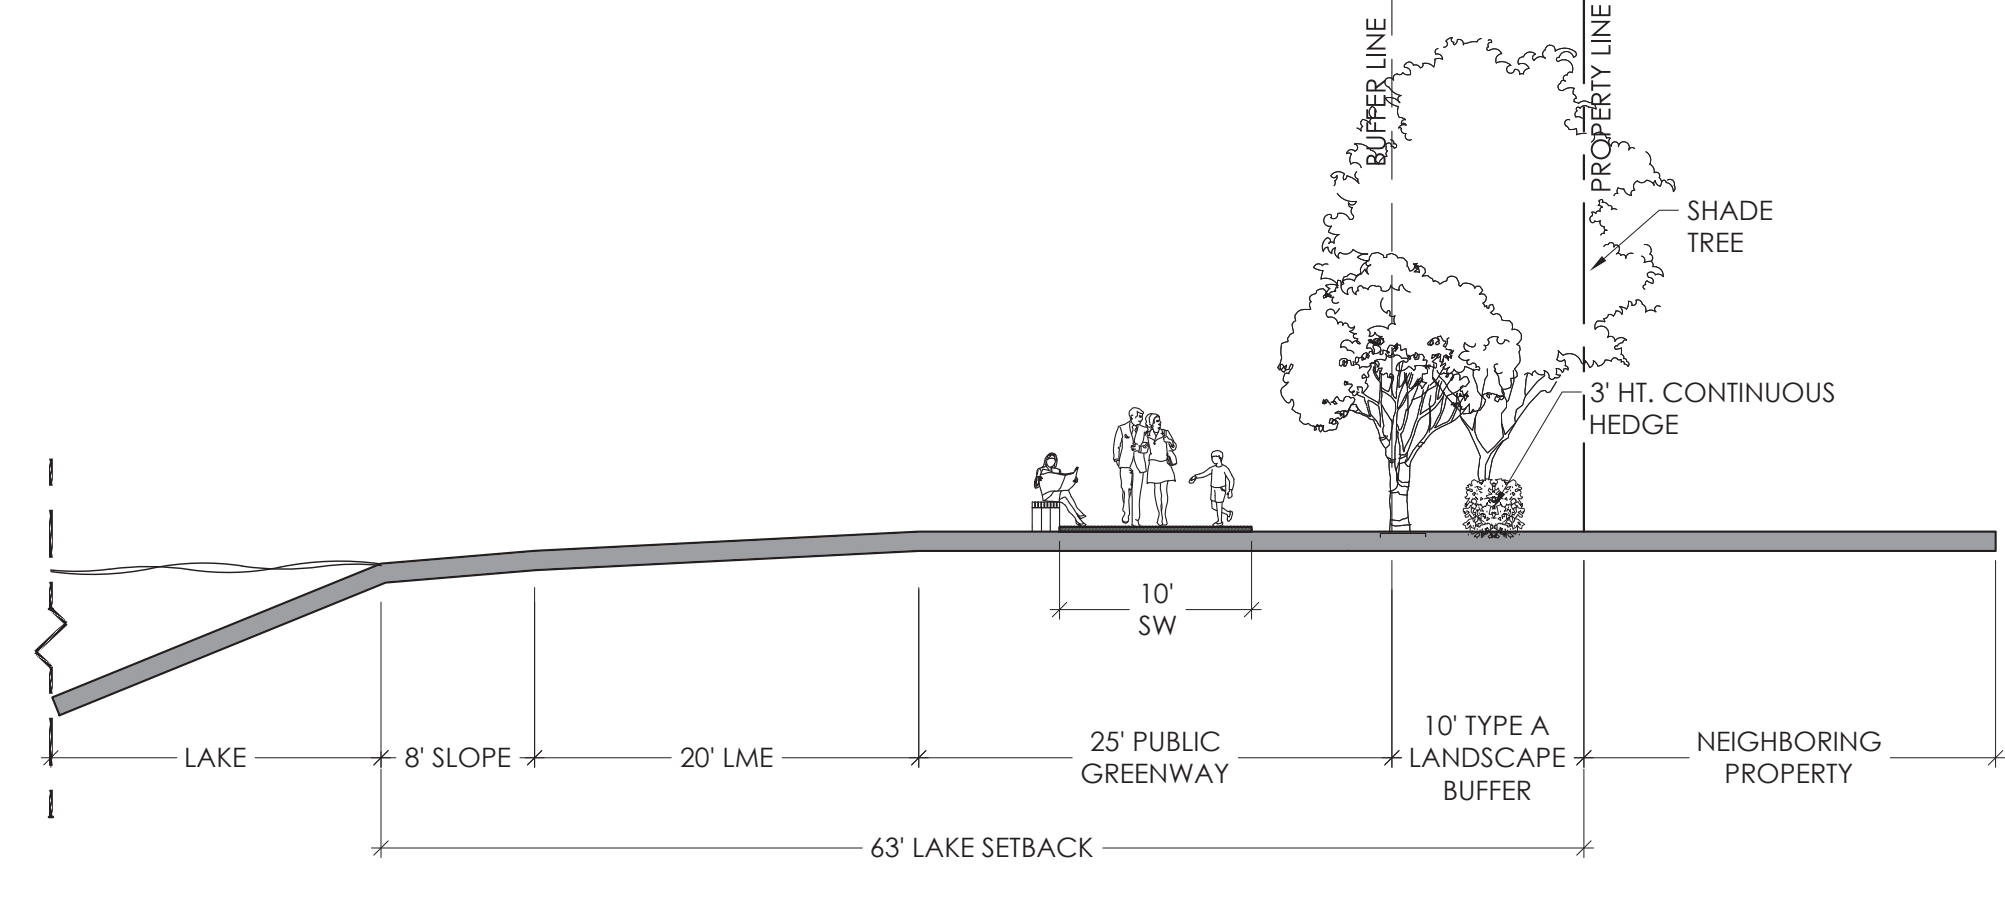 BUFFER LINE
PROPERTY LINE
SHADE
TREE
3' HT. CONTINUOUS
HEDGE
10'
SW
LAKE
8' SLOPE
20' LME
25' PUBLIC
GREENWAY
10' TYPE A
LANDSCAPE
BUFFER
NEIGHBORING
PROPERTY
63' LAKE SETBACK